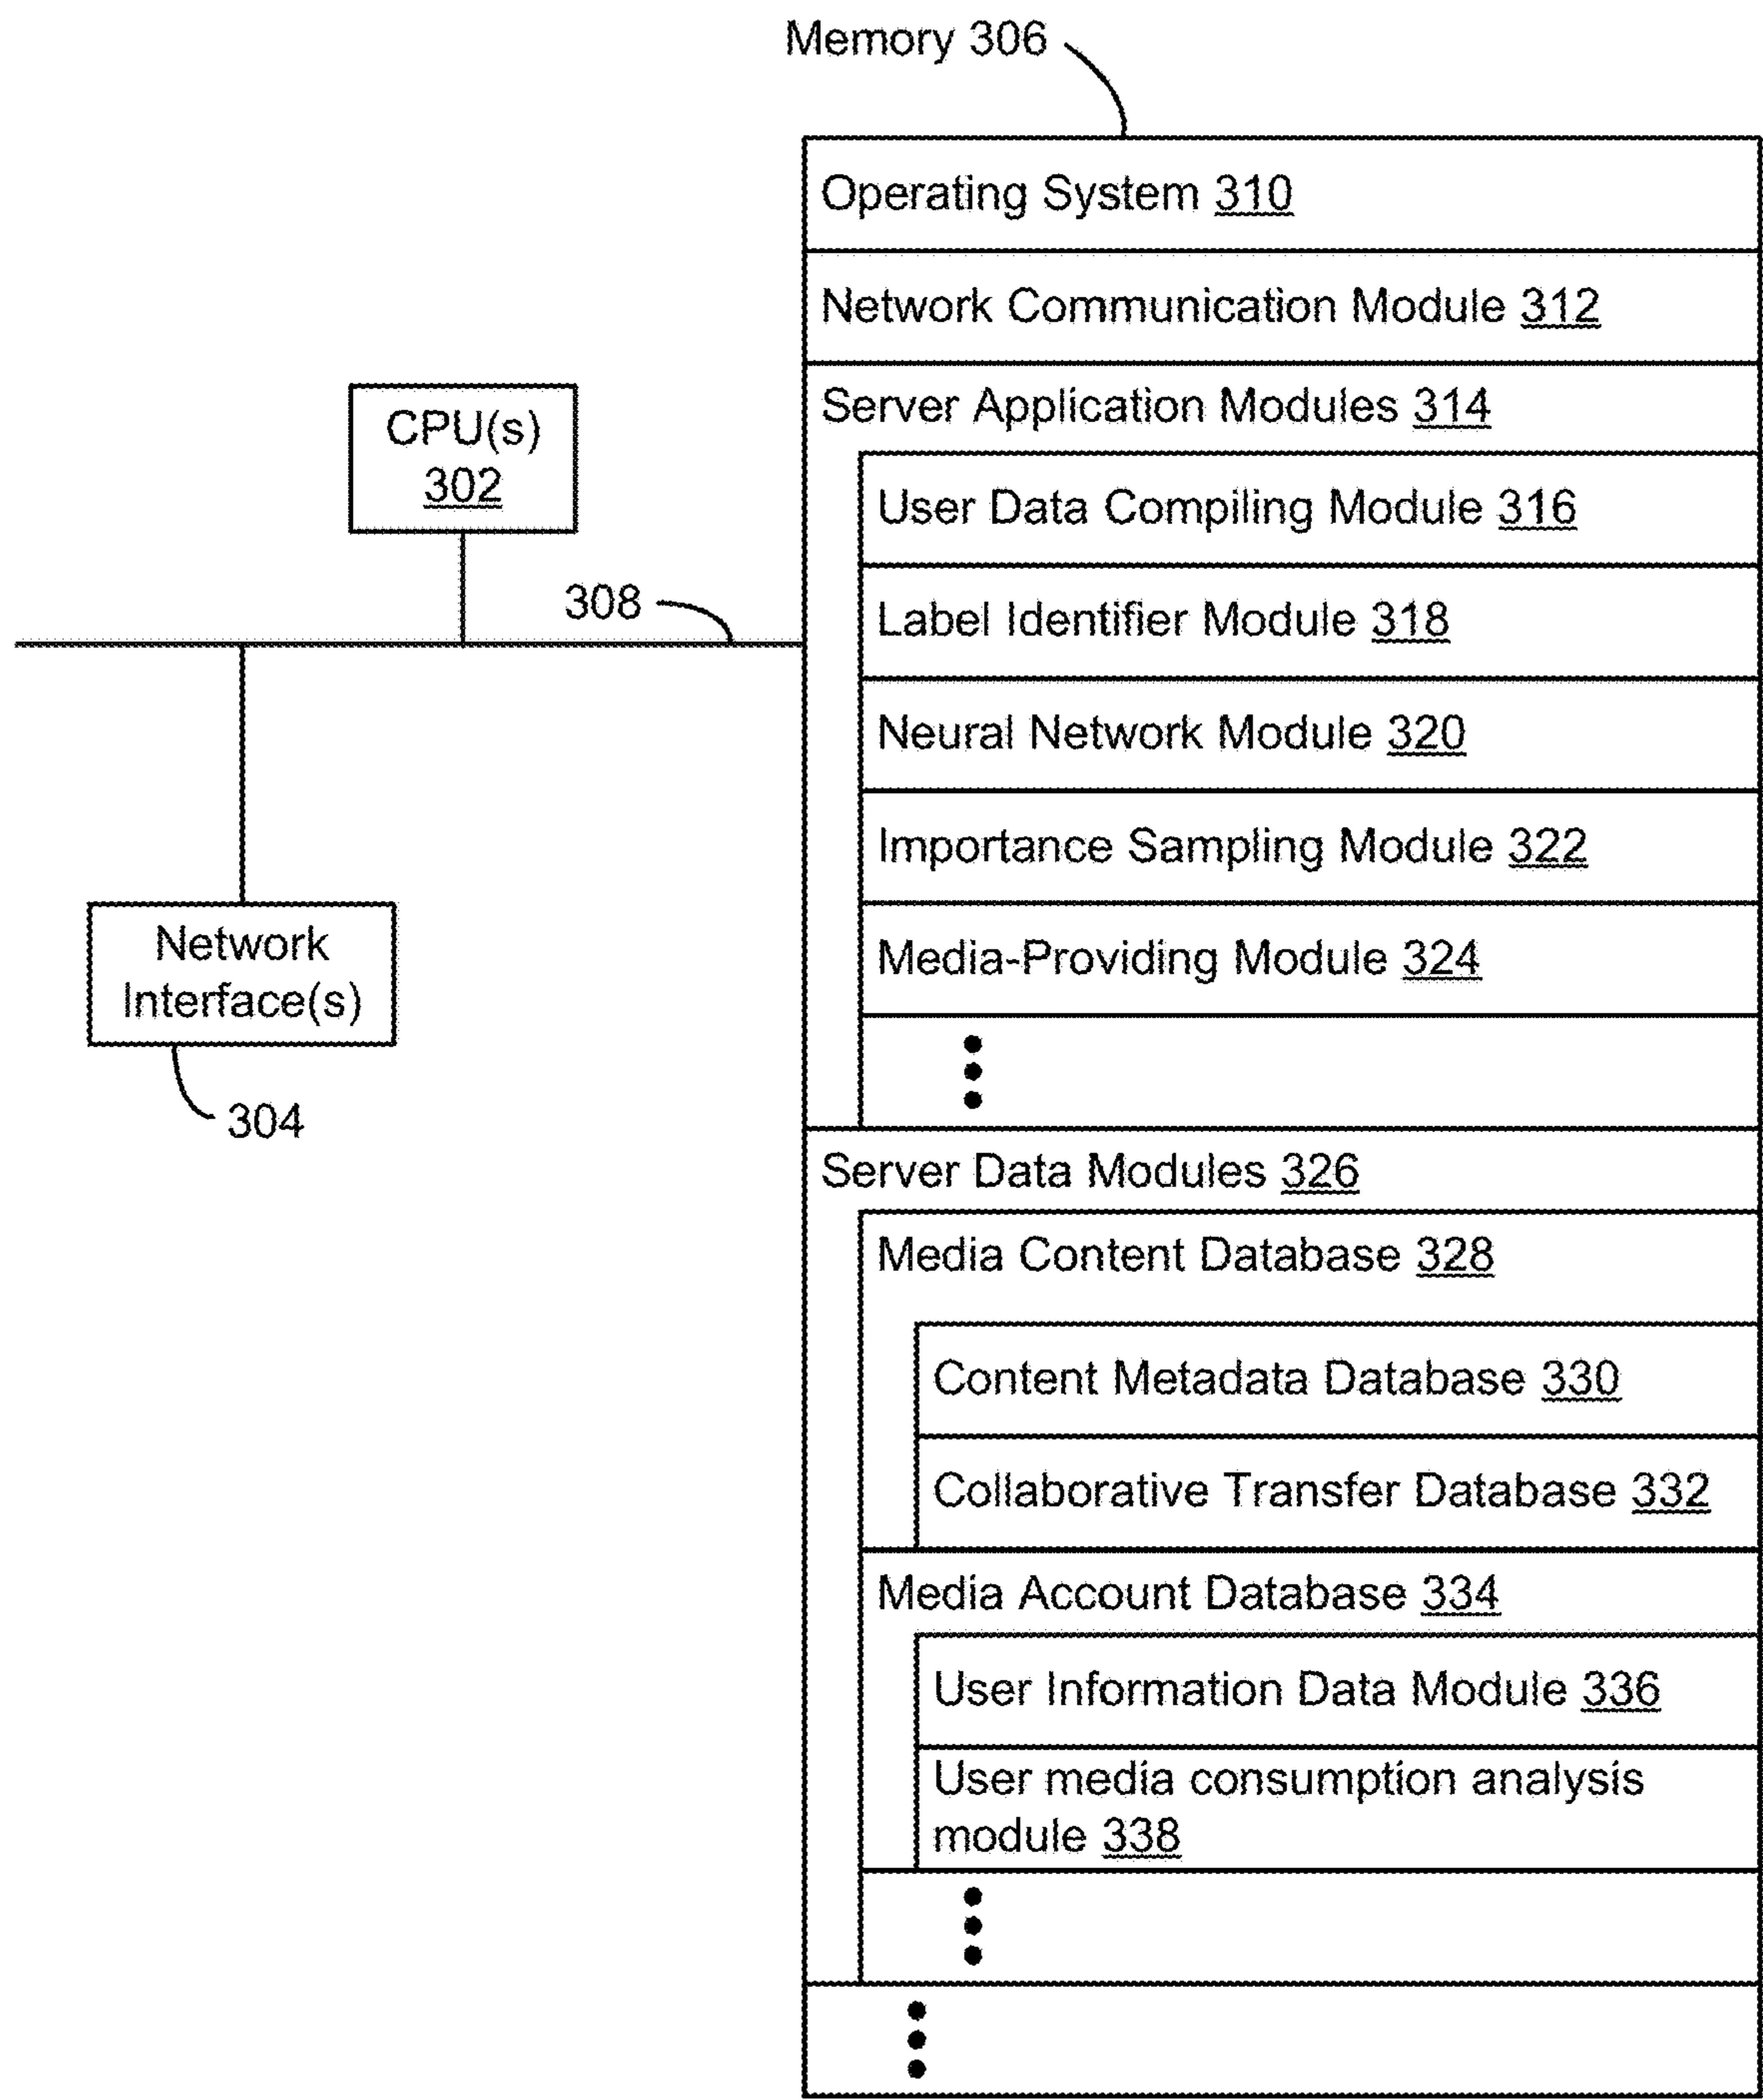 Memory 306
Operating System 310
Network Communication Module 312
Server Application Modules 314
CPU(s)
302
User Data Compiling Module 316
308
Label Identifier Module 318
Neural Network Module 320
Importance Sampling Module 322
Network
Interface(s)
Media-Providing Module 324
304
Server Data Modules 326
Media Content Database 328
Content Metadata Database 330
Collaborative Transfer Database 332
Media Account Database 334
User Information Data Module 336
User media consumption analysis
module 338